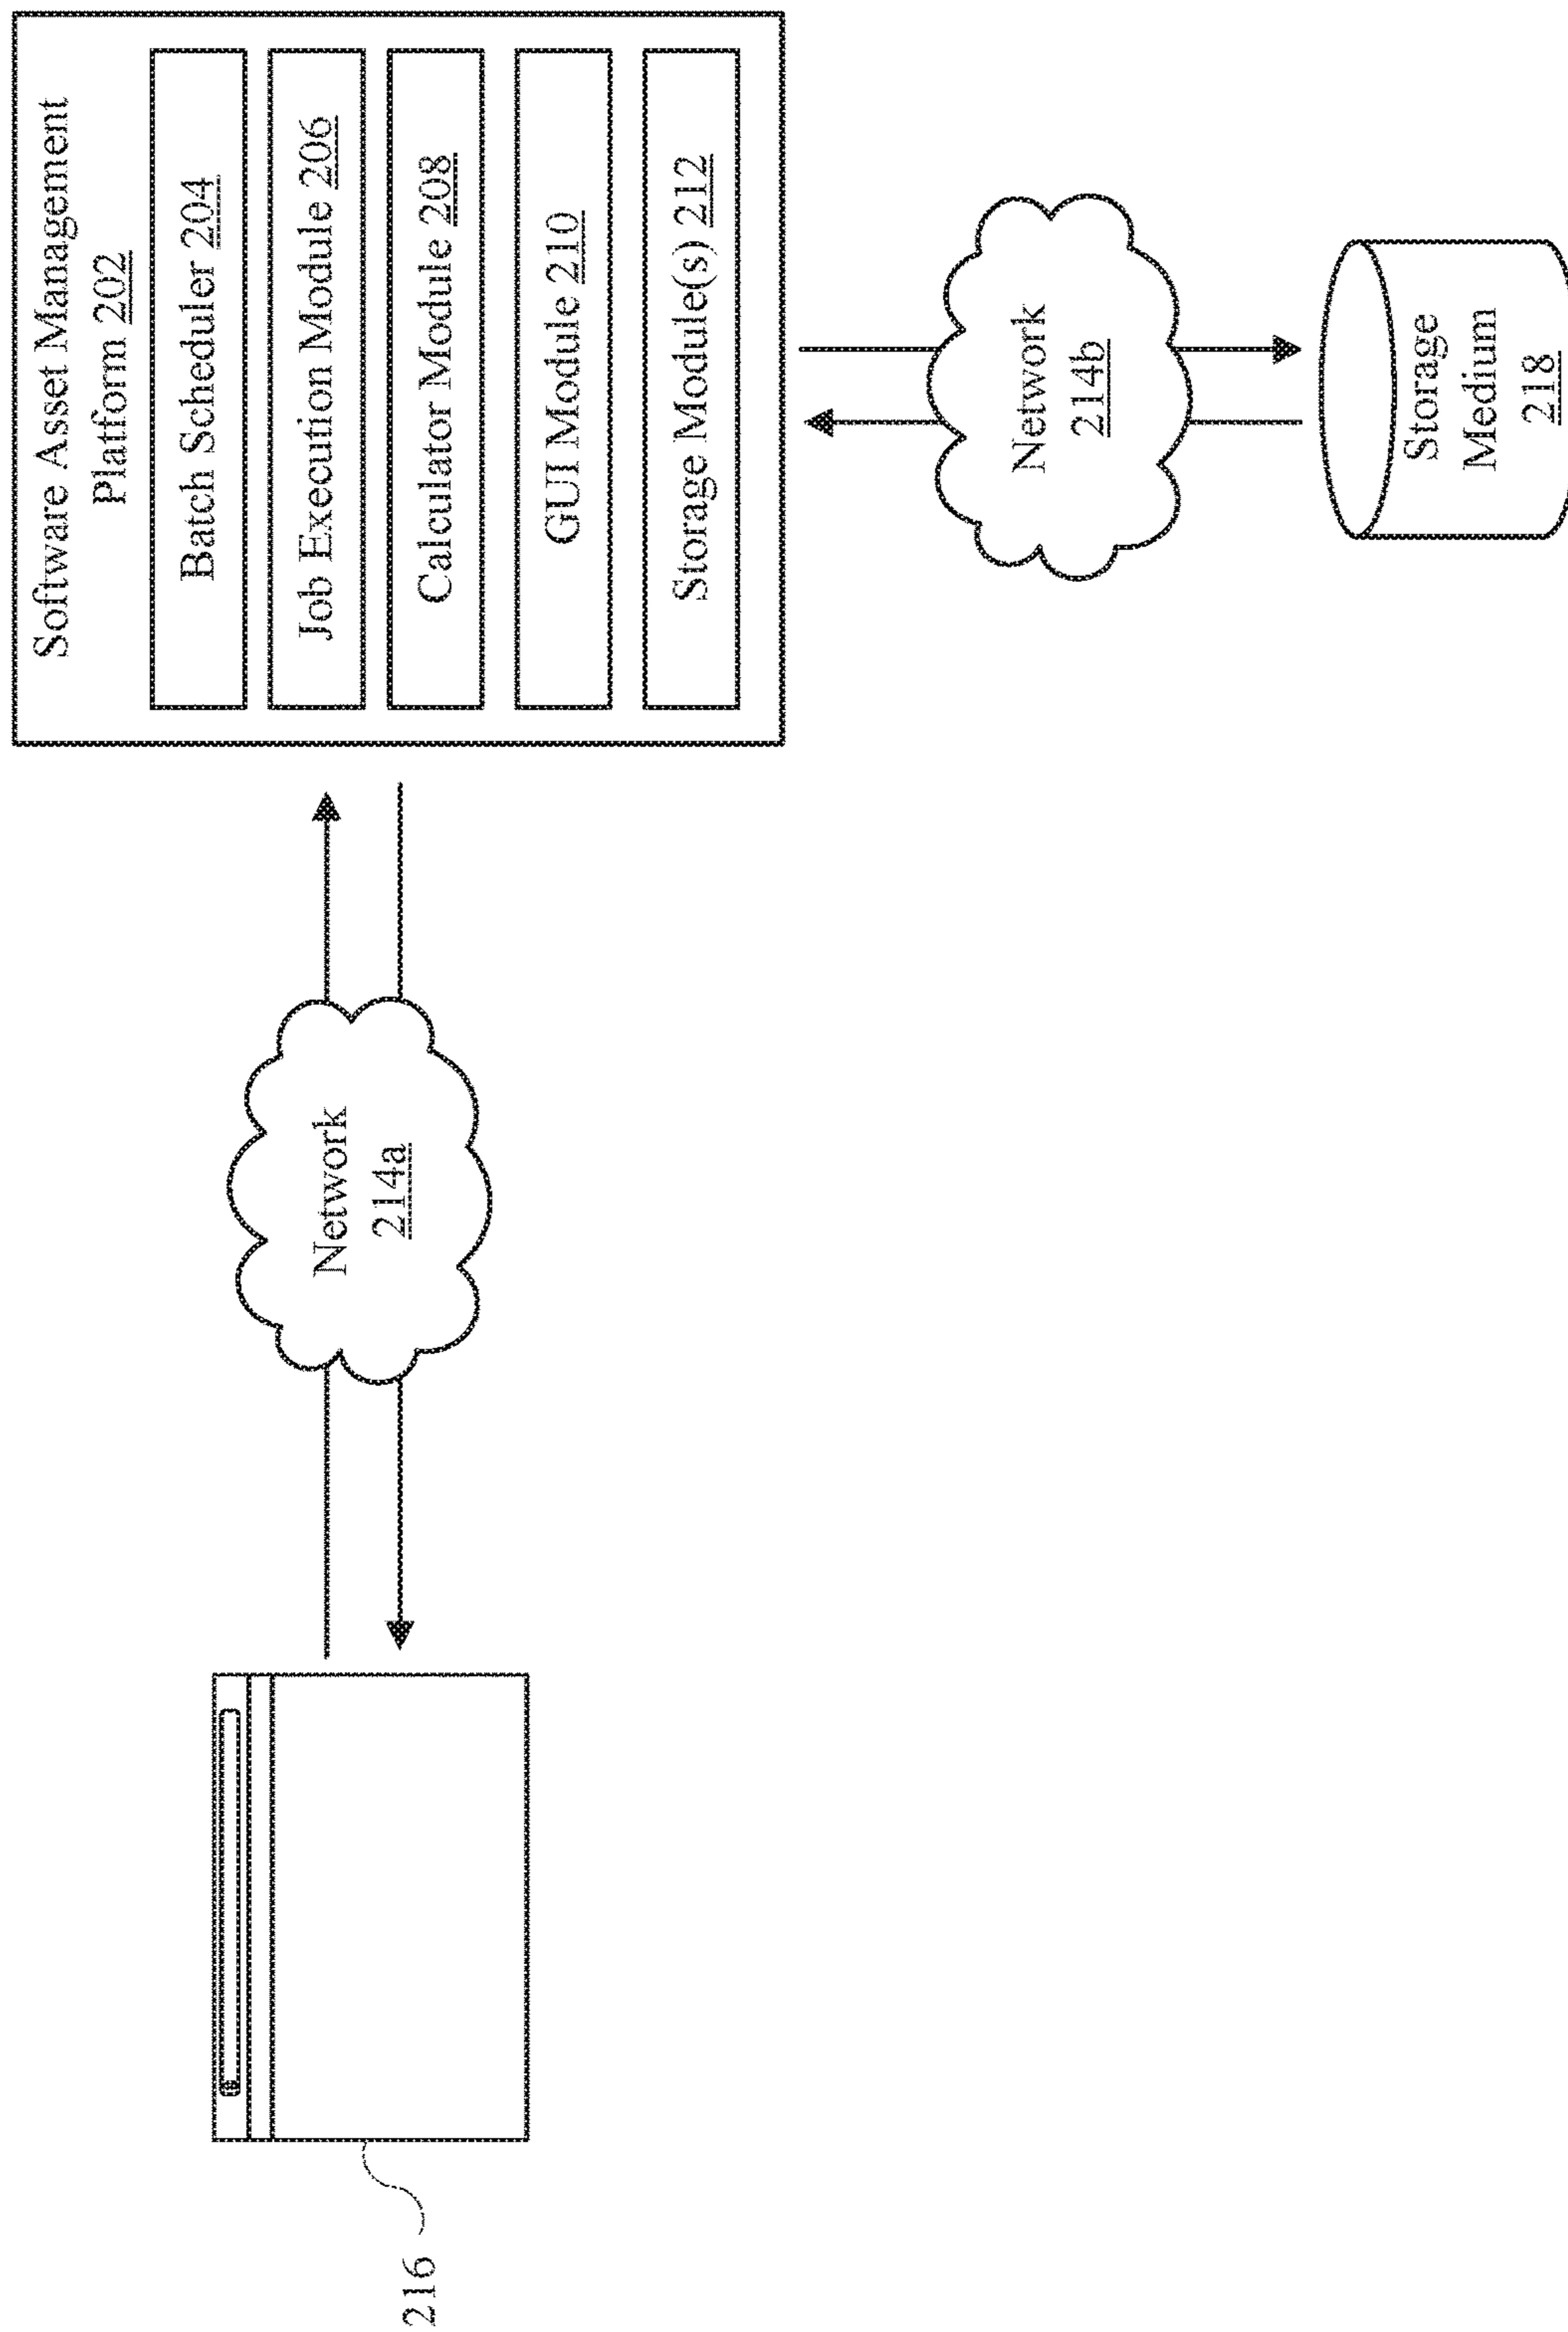 Software Asset Management
Platform 202
Batch Scheduler 204
Job Execution Module 206
Calculator Module 208
GUI Module 210
Storage Module(s) 212
Network
214a
Network
214b
216
Storage
Medium
218